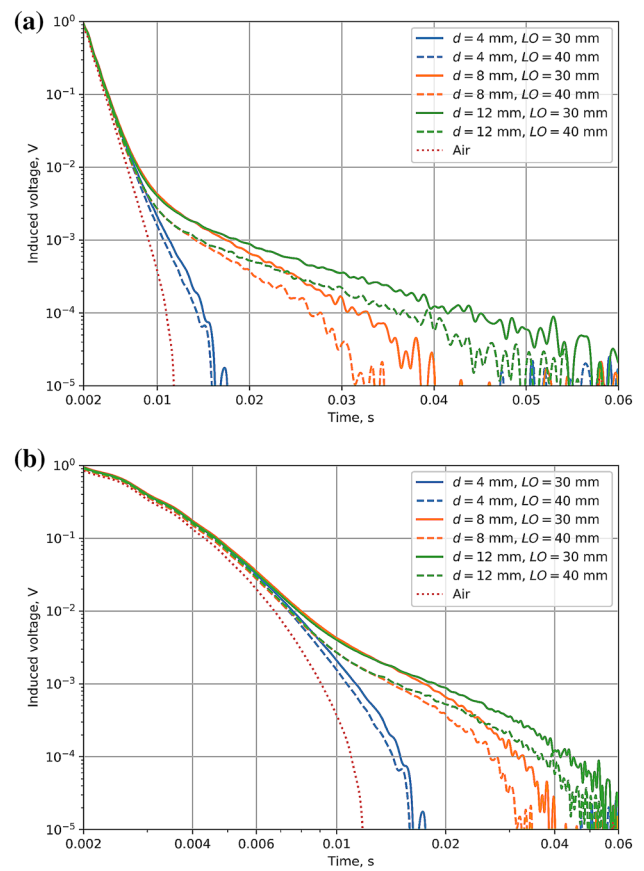 (a)
10⁰
10⁻¹
10⁻²
10⁻³
10⁻⁴
10⁻⁵
Induced voltage, V
d = 4 mm, LO = 30 mm
d = 4 mm, LO = 40 mm
d = 8 mm, LO = 30 mm
d = 8 mm, LO = 40 mm
d = 12 mm, LO = 30 mm
d = 12 mm, LO = 40 mm
Air
0.002 0.01 0.02 0.03 0.04 0.05 0.06
Time, s
(b)
10⁰
10⁻¹
10⁻²
10⁻³
10⁻⁴
10⁻⁵
Induced voltage, V
d = 4 mm, LO = 30 mm
d = 4 mm, LO = 40 mm
d = 8 mm, LO = 30 mm
d = 8 mm, LO = 40 mm
d = 12 mm, LO = 30 mm
d = 12 mm, LO = 40 mm
Air
0.002 0.004 0.006 0.01 0.02 0.04 0.06
Time, s